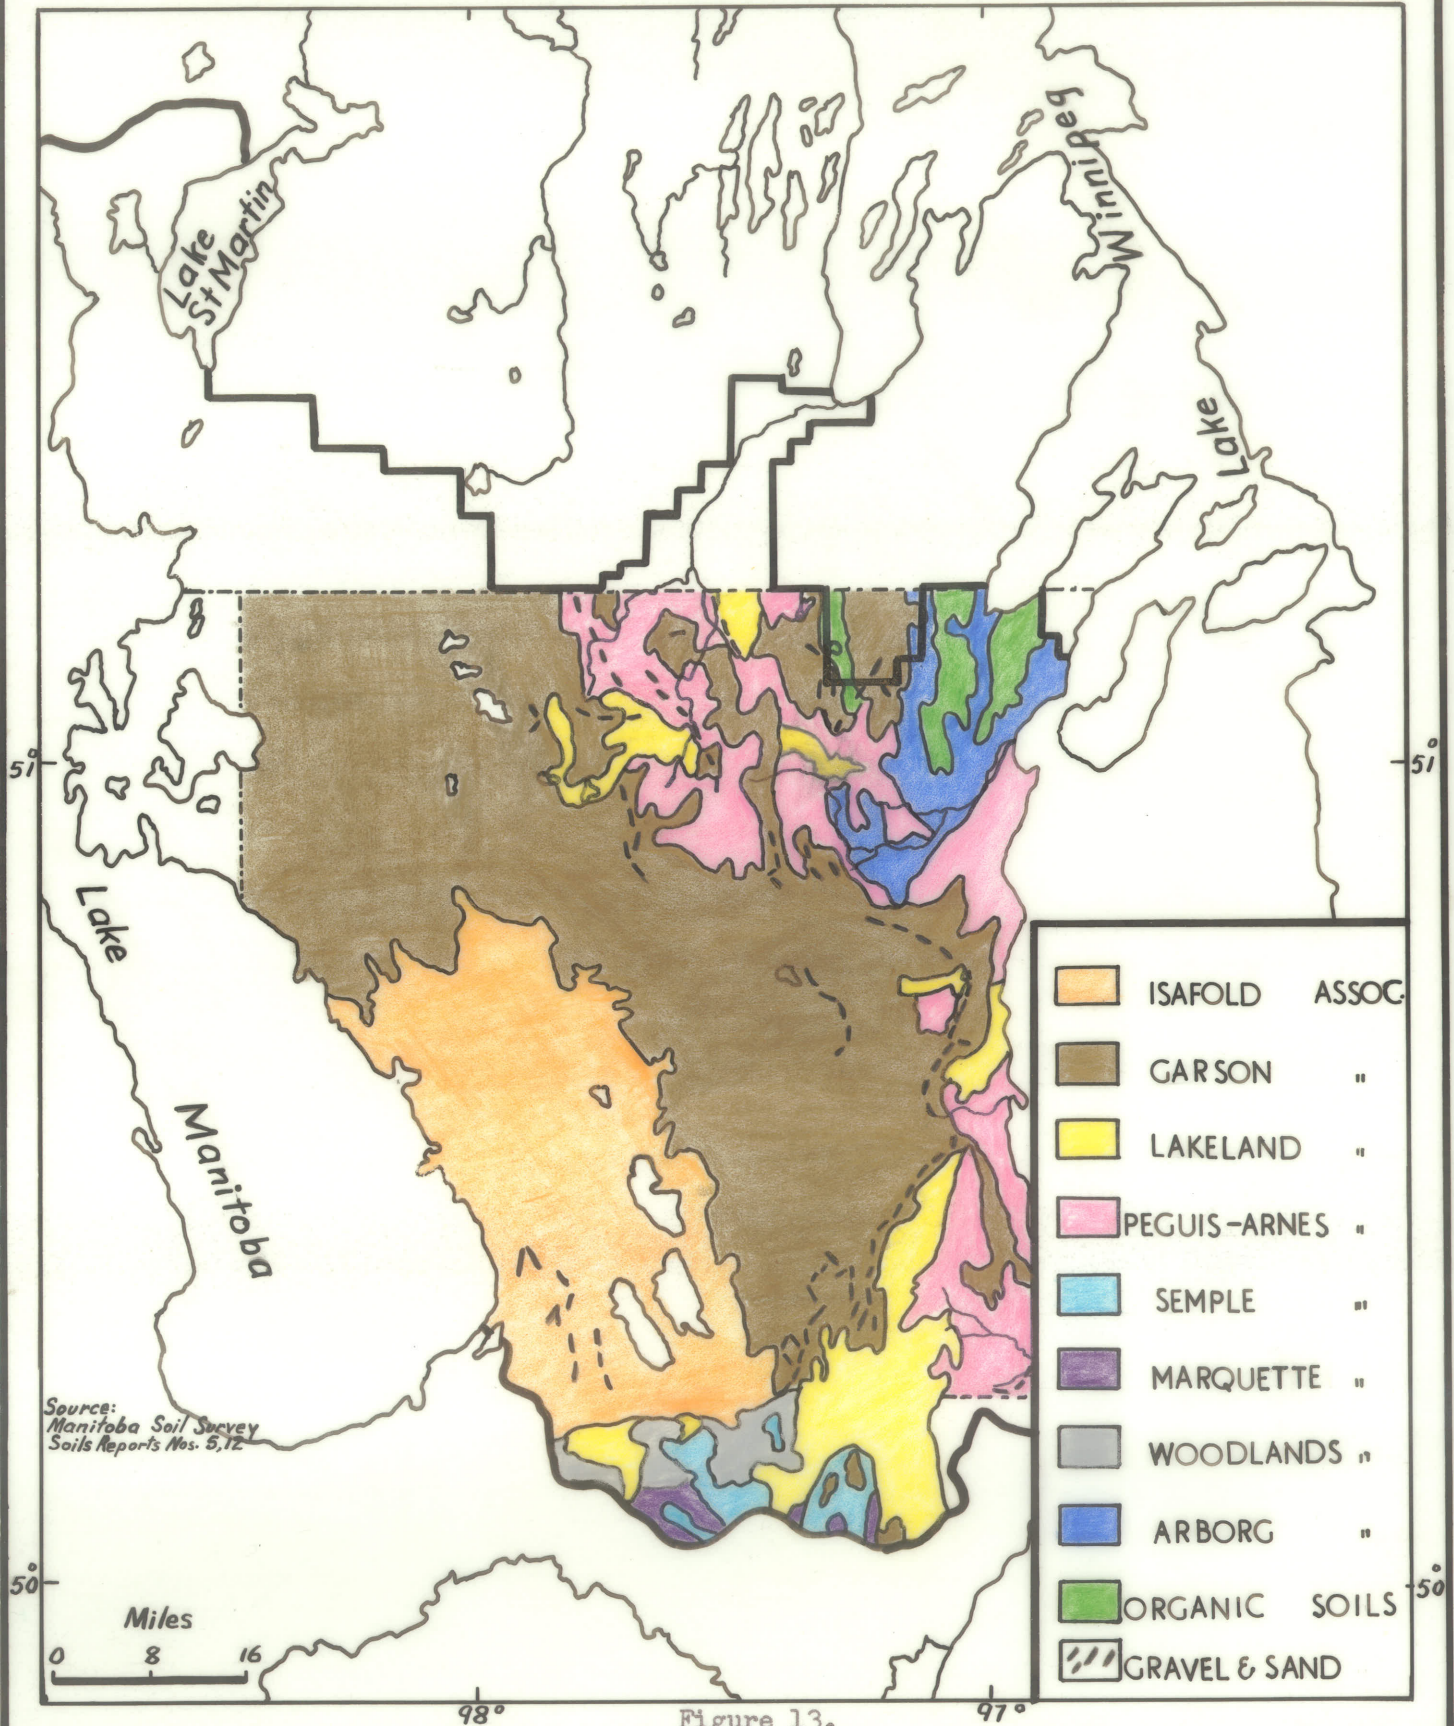 Winnipeg
Lake
St Martin
Lake
51°
51°
Lake
Manitoba
ISAFOLD ASSOC.
GARSON "
LAKELAND "
PEGUIS-ARNES "
SEMPLE "
MARQUETTE "
WOODLANDS "
ARBORG "
ORGANIC SOILS
GRAVEL & SAND
Source:
Manitoba Soil Survey
Soils Reports Nos. 5,12
50°
50°
Miles
0 8 16
98°
97°
Figure 13.